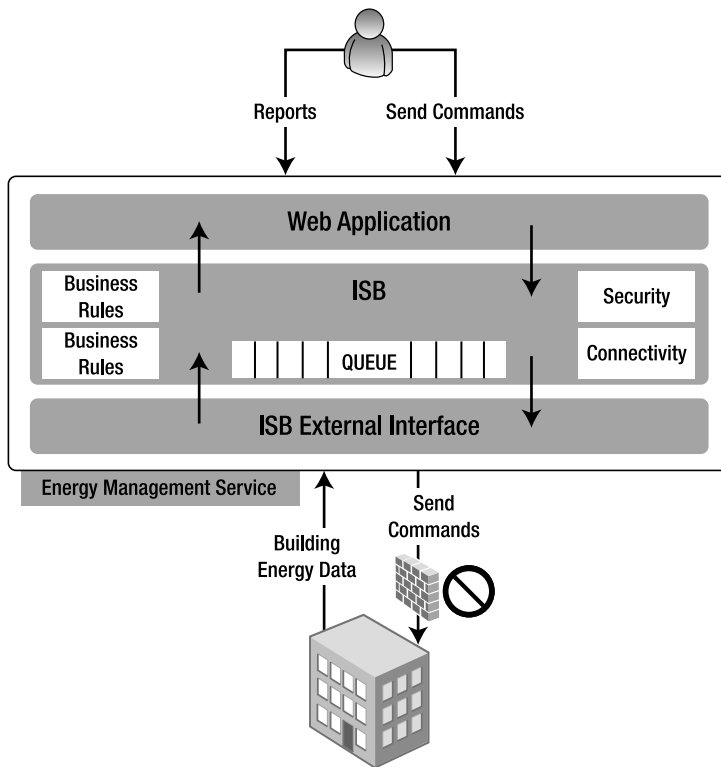 Reports
Send Commands
Web Application
Business
Rules
ISB
Security
Business
Rules
QUEUE
Connectivity
ISB External Interface
Energy Management Service
Send
Commands
Building
Energy Data